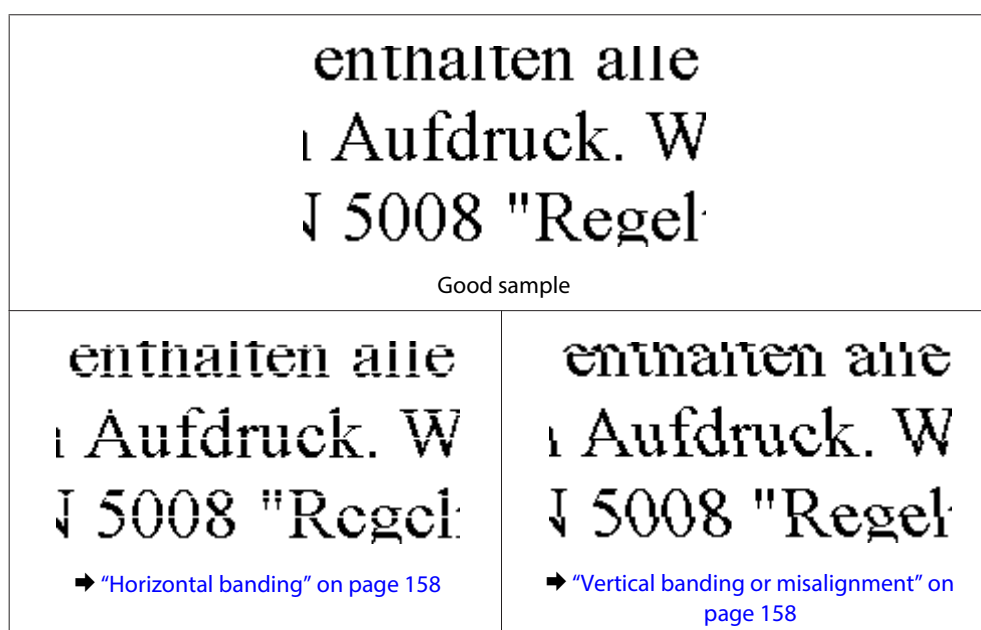 enthalten alle
Aufdruck. W
5008 "Regel
Good sample
enthalten alle
Aufdruck. W
5008 "Regel
➔ “Horizontal banding” on page 158
enthalten alle
Aufdruck. W
5008 "Regel
➔ “Vertical banding or misalignment” on
page 158